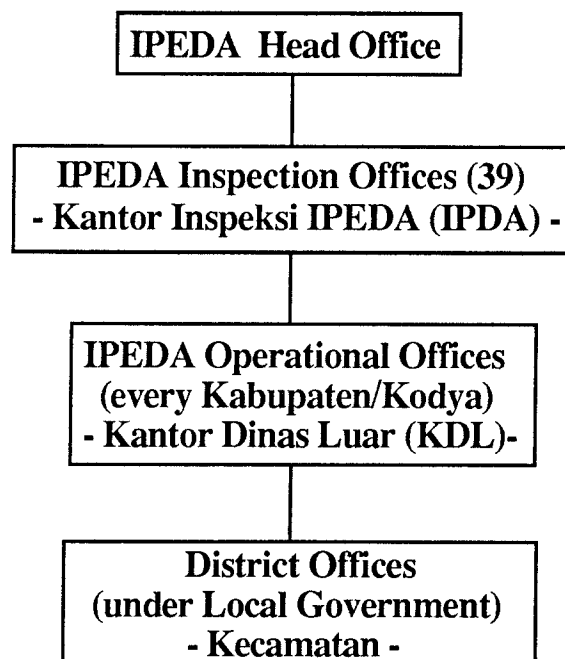 IPEDA Head Office
IPEDA Inspection Offices (39)
- Kantor Inspeksi IPEDA (IPDA) -
IPEDA Operational Offices
(every Kabupaten/Kodya)
- Kantor Dinas Luar (KDL)-
District Offices
(under Local Government)
- Kecamatan -